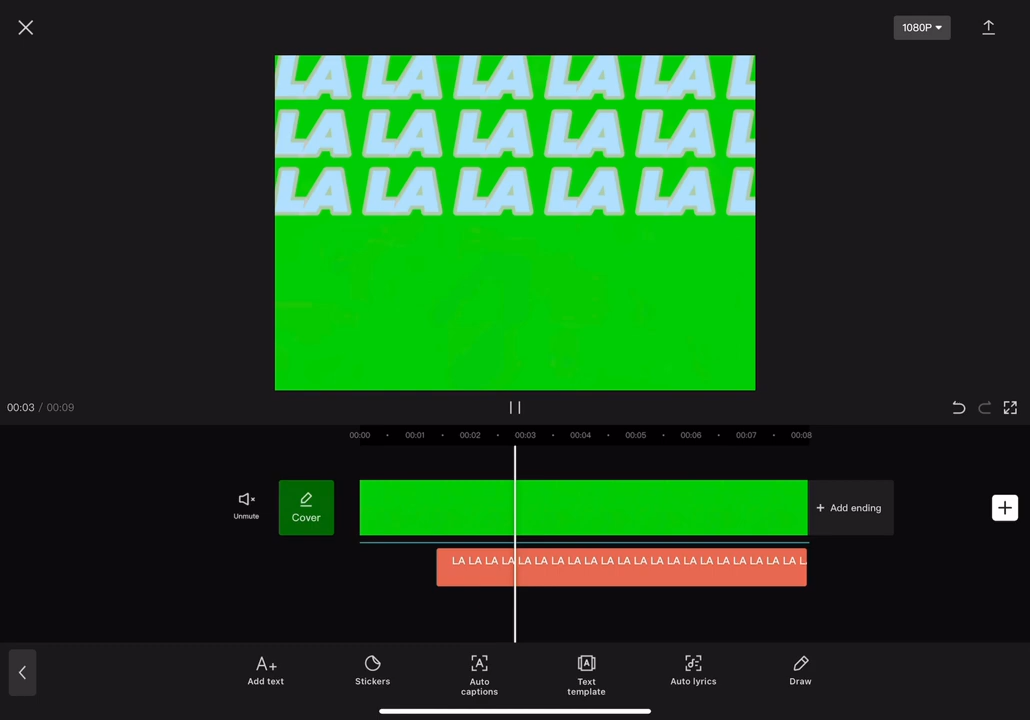 1080P
LA LA LA LA LA L
LA LA LA LA LA L
LA LA LA LA LA L
00:03 / 00:09
00:00 00:01 00:02 00:03 00:04 00:05 00:06 00:07 00:08
Unmute
Cover
+ Add ending
LA LA LA LA LA LA LA LA LA LA LA LA LA LA LA LA LA LA LA LA LA L
A+
Add text
Stickers
A
Auto captions
A
Text template
Auto lyrics
Draw